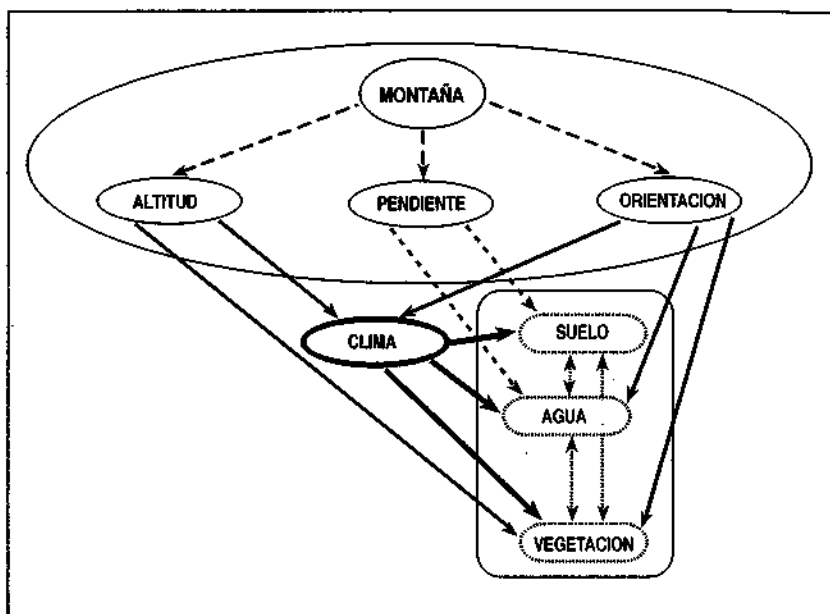 MONTAÑA
ALTITUD
PENDIENTE
ORIENTACION
CLIMA
SUELO
AGUA
VEGETACION